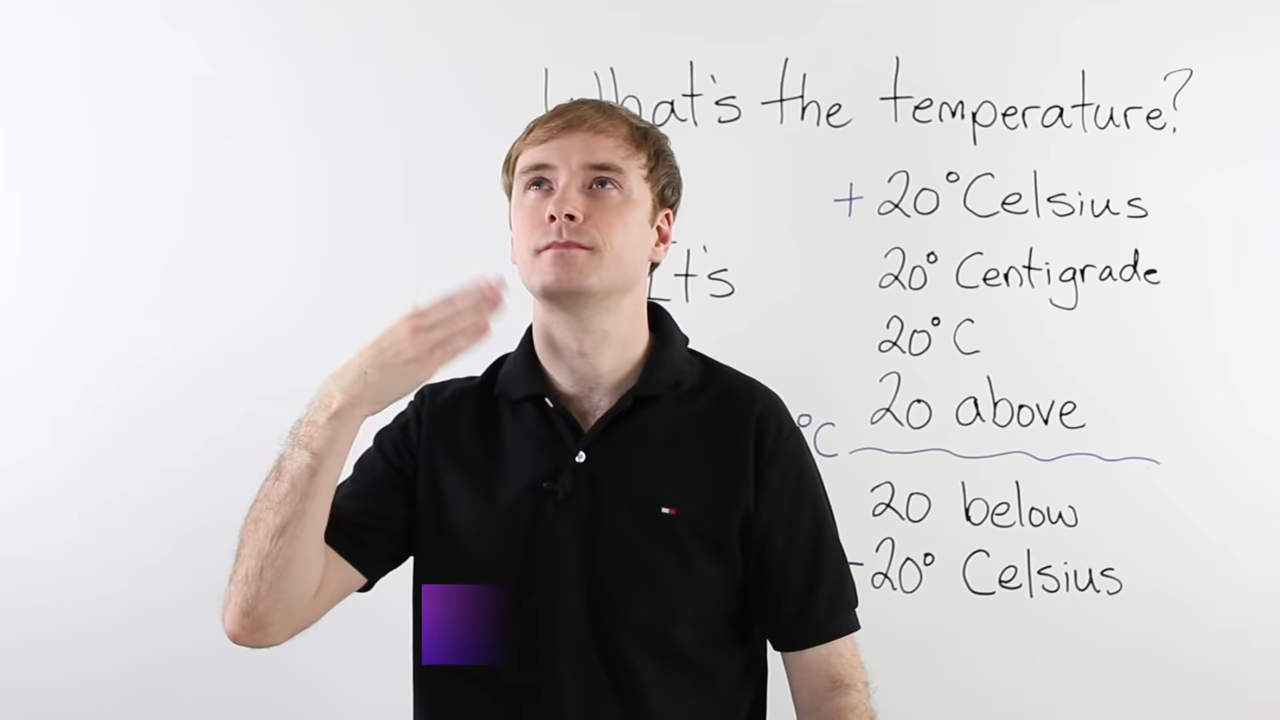 What's the temperature?
+20°Celsius
It's
20° Centigrade
20° C
20 above
°C
20 below
-20° Celsius